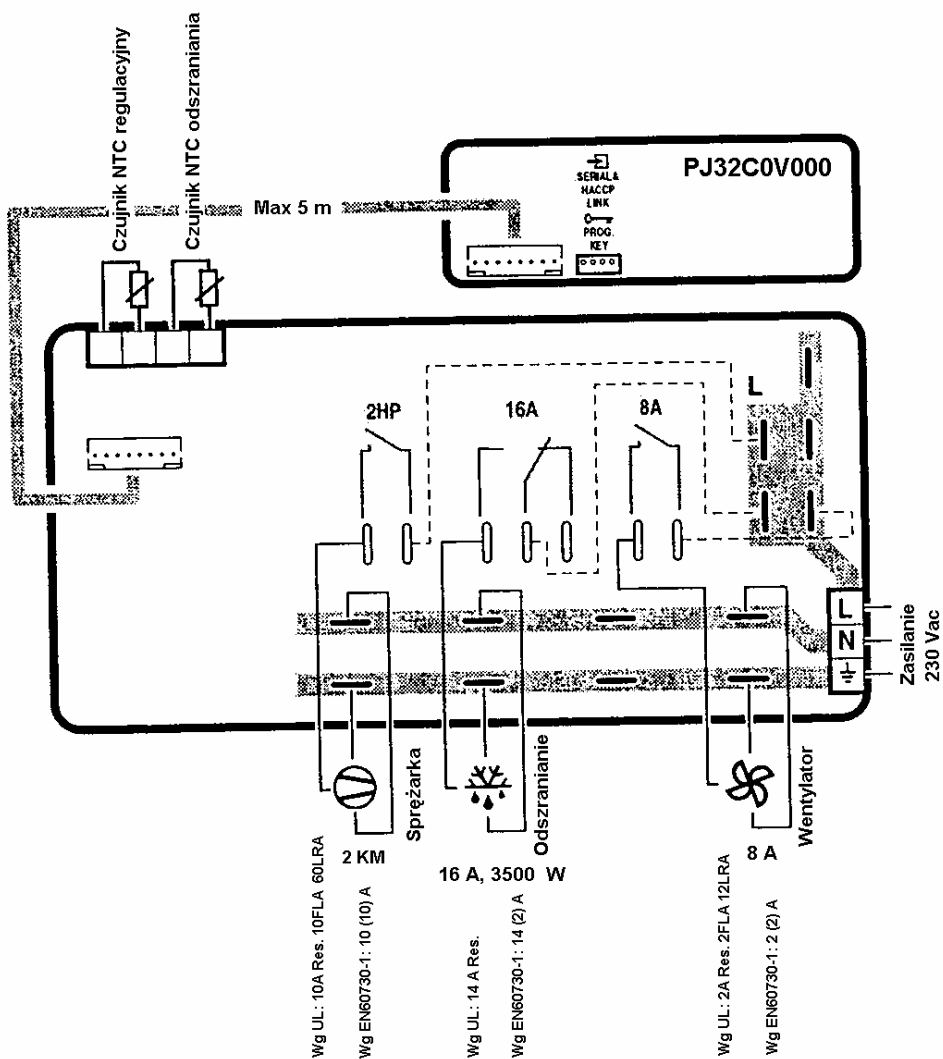 Czujnik NTC regulacyjny
Czujnik NTC odszraniania
Max 5 m
PJ32C0V000
SERIAL &
HACCP
LINK
PROG.
KEY
2HP
16A
8A
L
L
N
Zasilanie
230 Vac
Sprężarka
2 KM
Odszranianie
16 A, 3500 W
Wentylator
8 A
Wg UL: 10A Res. 10FLA 60LRA
Wg EN60730-1: 10 (10) A
Wg UL: 14 A Res.
Wg EN60730-1: 14 (2) A
Wg UL: 2A Res. 2FLA 12LRA
Wg EN60730-1: 2 (2) A